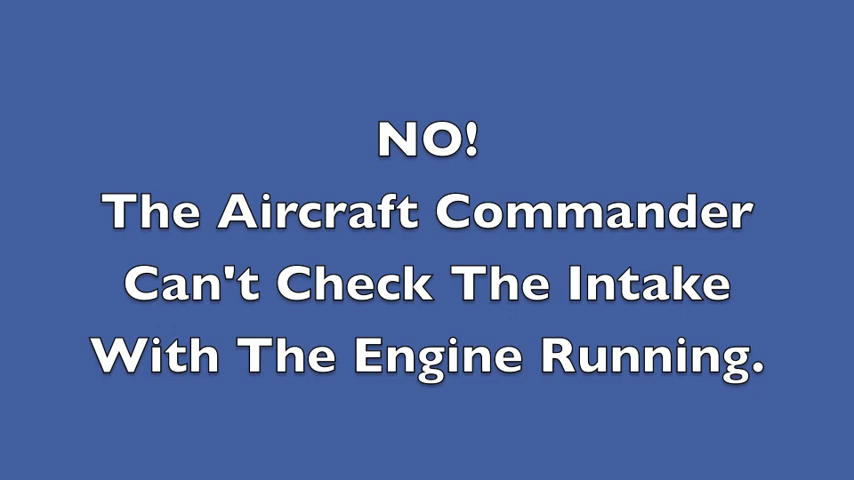 NO!
The Aircraft Commander
Can't Check The Intake
With The Engine Running.